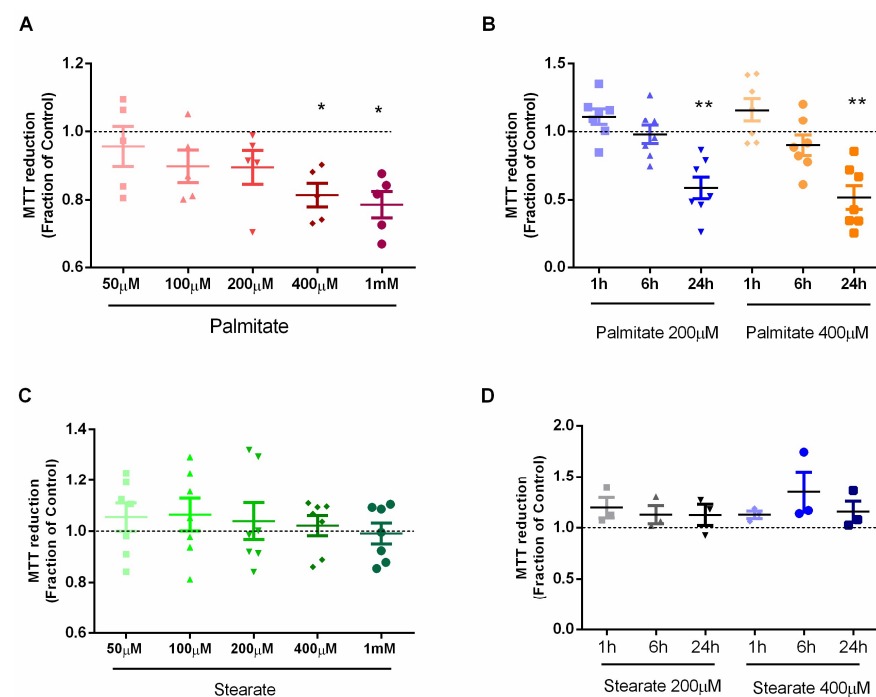 A
MTT reduction
(Fraction of Control)
1.2
1.0
0.8
0.6
*
*
50μM 100μM 200μM 400μM 1mM
Palmitate
B
MTT reduction
(Fraction of Control)
1.5
1.0
0.5
0.0
**
**
1h 6h 24h 1h 6h 24h
Palmitate 200μM Palmitate 400μM
C
MTT reduction
(Fraction of Control)
1.4
1.2
1.0
0.8
0.6
50μM 100μM 200μM 400μM 1mM
Stearate
D
MTT reduction
(Fraction of Control)
2.0
1.5
1.0
0.5
0.0
1h 6h 24h 1h 6h 24h
Stearate 200μM Stearate 400μM